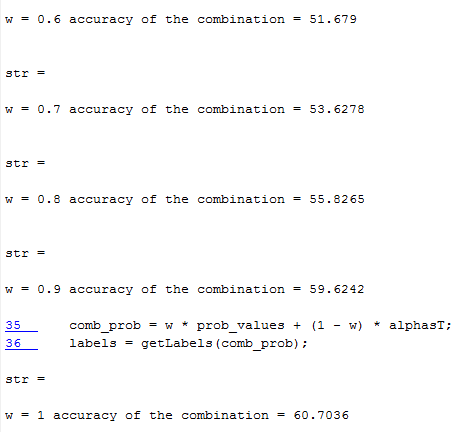 w = 0.6 accuracy of the combination = 51.679
str =
w = 0.7 accuracy of the combination = 53.6278
str =
w = 0.8 accuracy of the combination = 55.8265
str =
w = 0.9 accuracy of the combination = 59.6242
35 comb_prob = w * prob_values + (1 - w) * alphasT;
36 labels = getLabels(comb_prob);
str =
w = 1 accuracy of the combination = 60.7036